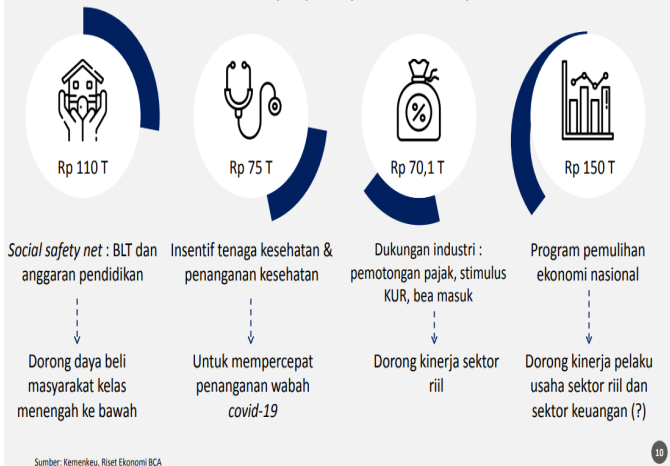 Rp 110 T
Rp 75 T
Rp 70,1 T
Rp 150 T
Social safety net : BLT dan
anggaran pendidikan
Insentif tenaga kesehatan &
penanganan kesehatan
Dukungan industri :
pemotongan pajak, stimulus
KUR, bea masuk
Program pemulihan
ekonomi nasional
Dorong daya beli
masyarakat kelas
menengah ke bawah
Untuk mempercepat
penanganan wabah
covid-19
Dorong kinerja sektor
riil
Dorong kinerja pelaku
usaha sektor riil dan
sektor keuangan (?)
Sumber: Kemenkeu, Riset Ekonomi BCA
10